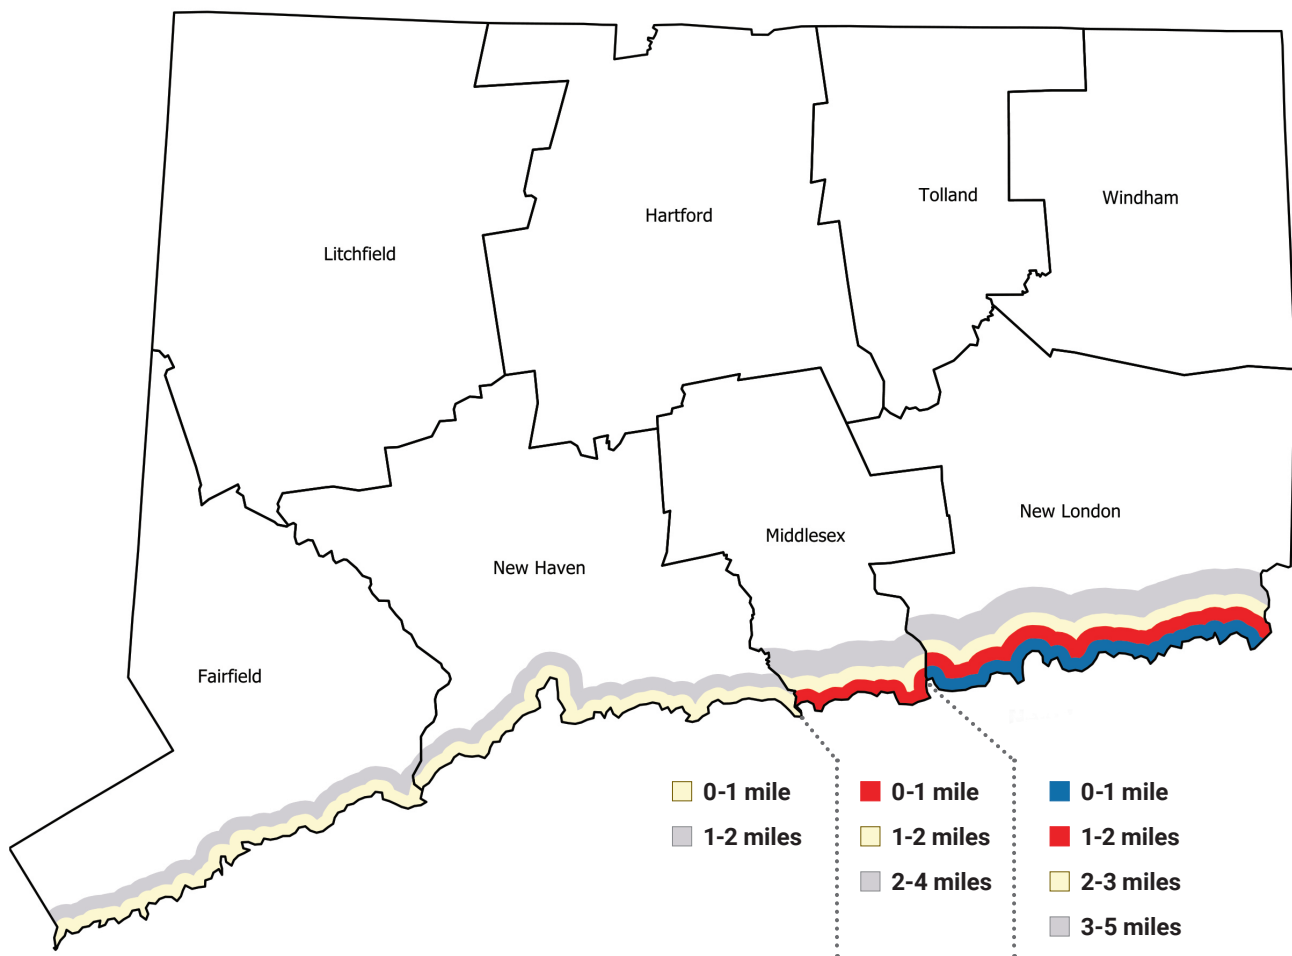 Tolland
Windham
Hartford
Litchfield
New London
Middlesex
New Haven
Fairfield
0-1 mile
1-2 miles
0-1 mile
1-2 miles
2-4 miles
0-1 mile
1-2 miles
2-3 miles
3-5 miles